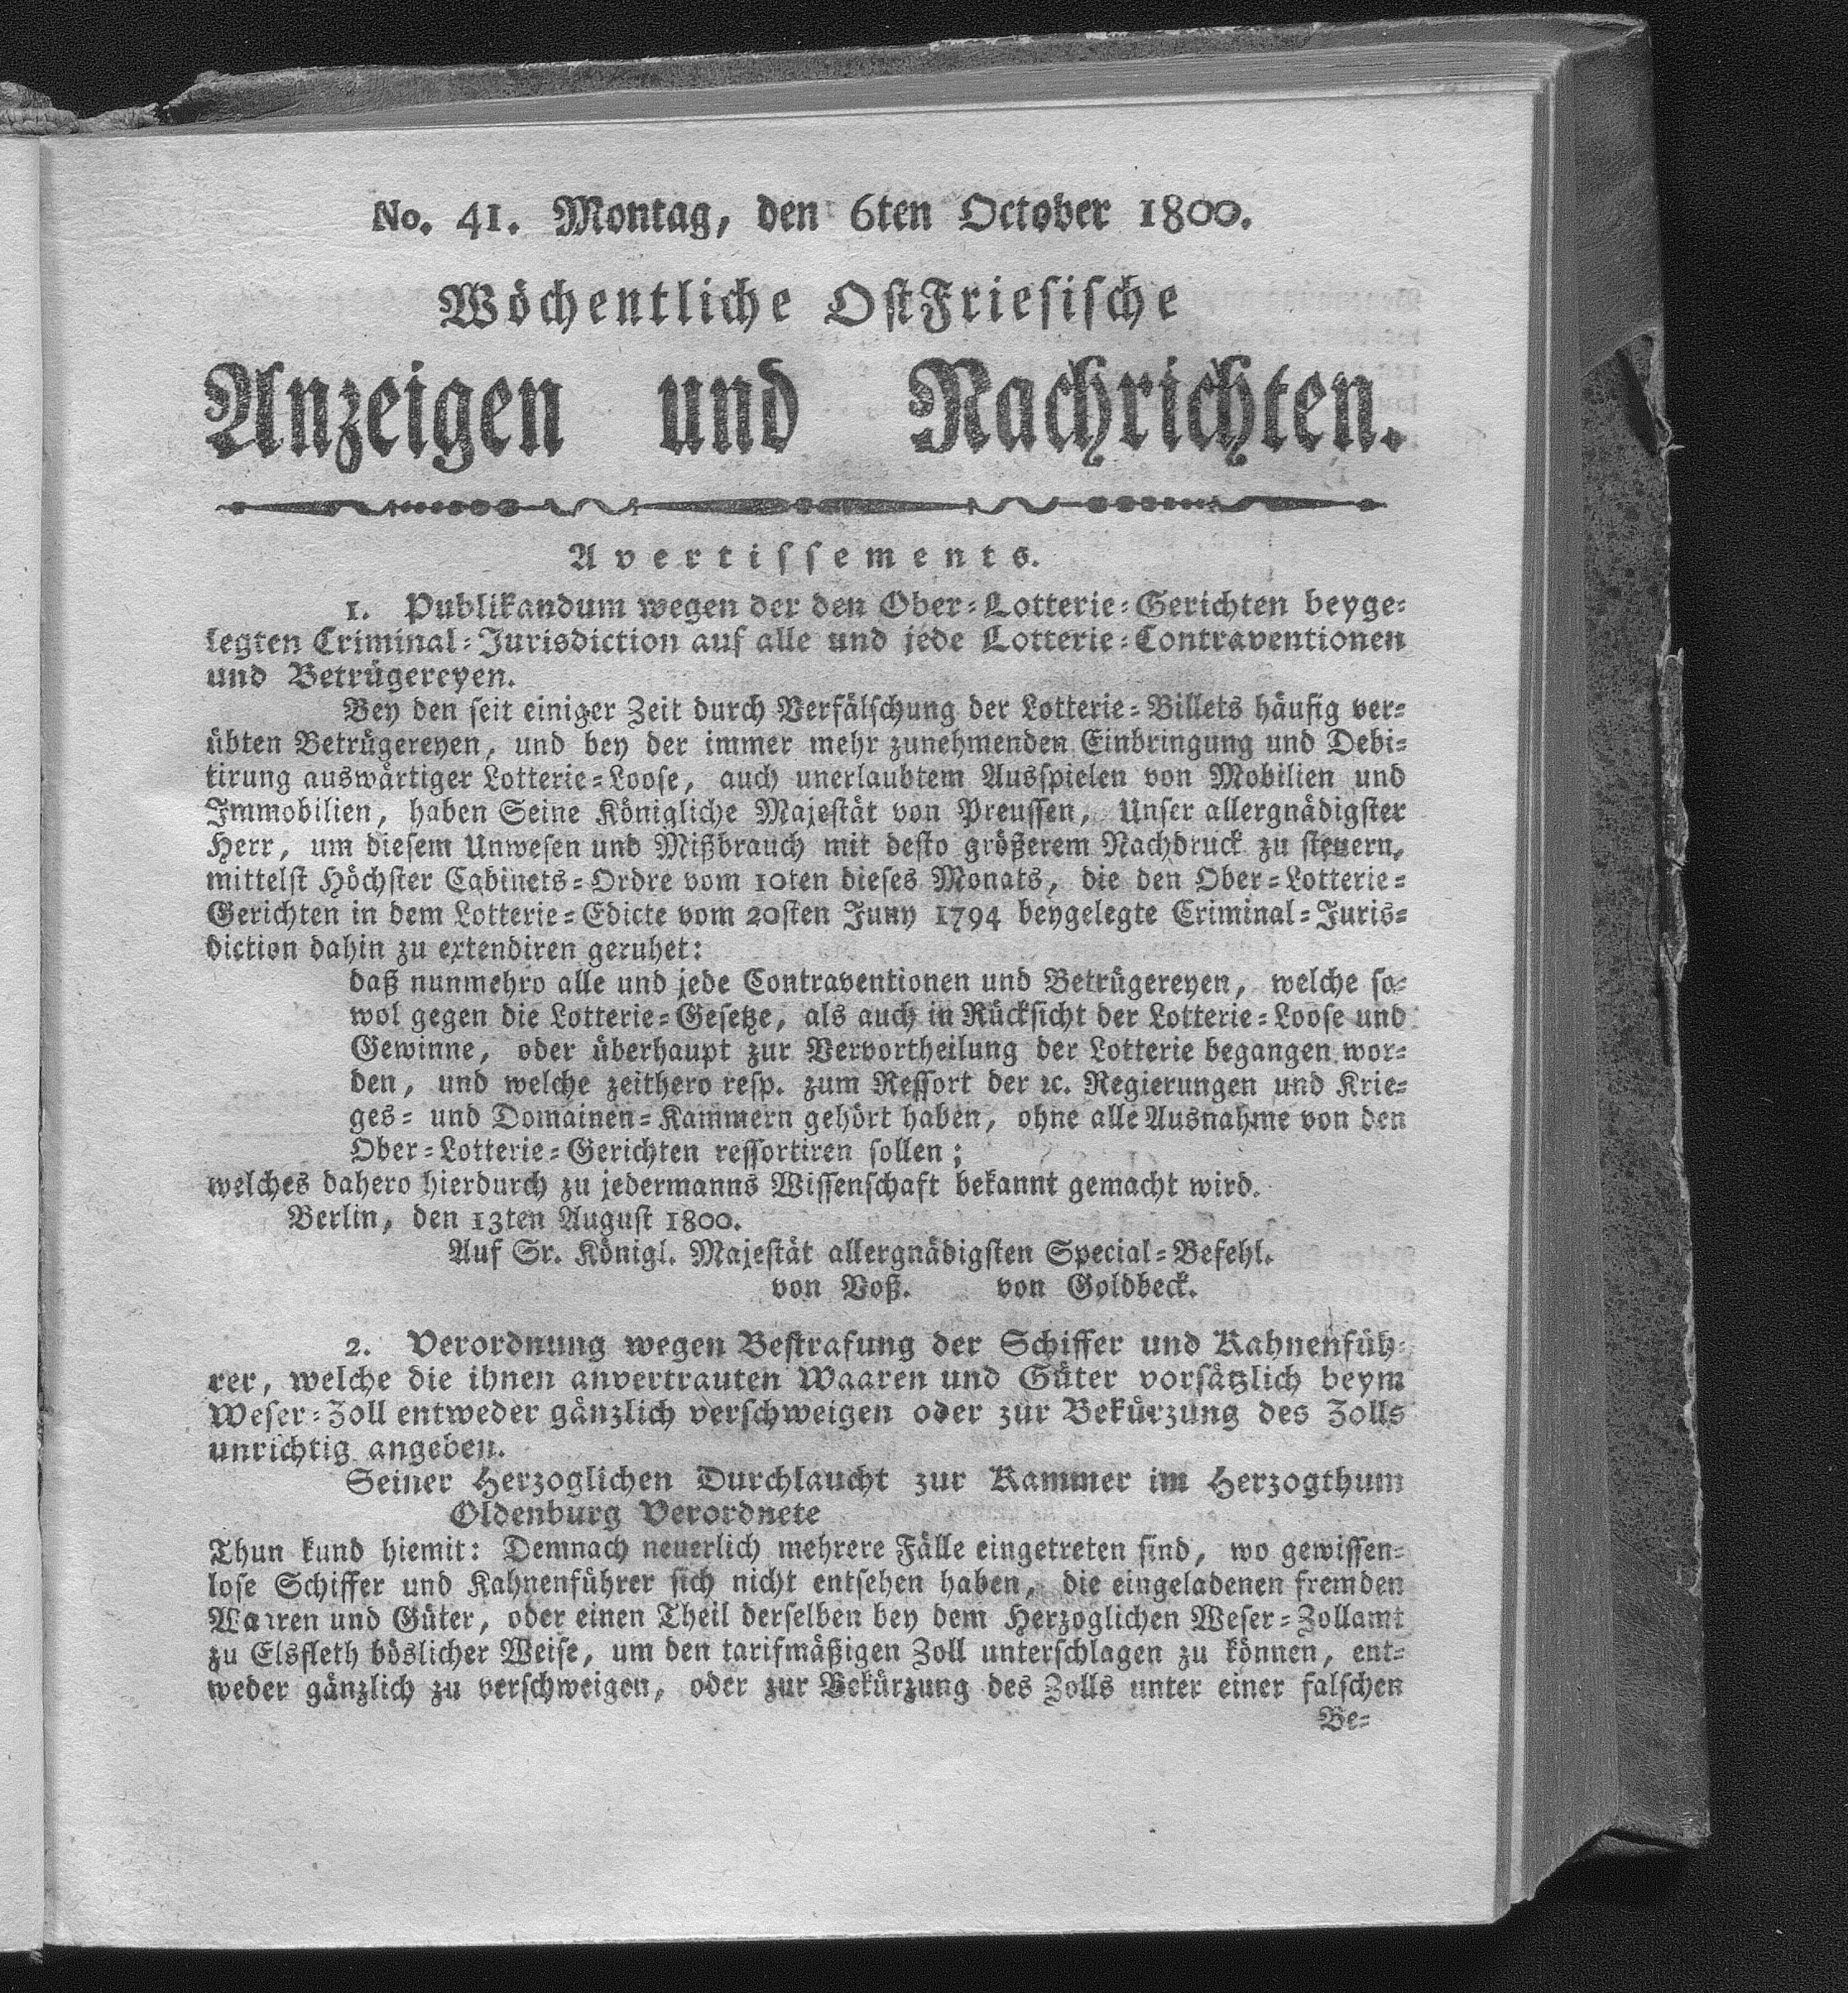 No. 41. Montag, den 6ten October 1800.
Wöchentliche OstFriesische
Anzeigen und Nachrichten.
Avertissements.
1. Publikandum wegen der den Ober-Lotterie-Gerichten beyge-
legten Criminal-Jurisdiction auf alle und jede Lotterie-Contraventionen
und Betrügereyen.
Bey den seit einiger Zeit durch Verfälschung der Lotterie-Billets häufig ver-
übten Betrügereyen, und bey der immer mehr zunehmenden Einbringung und Debi-
tirung auswärtiger Lotterie-Loose, auch unerlaubtem Ausspielen von Mobilien und
Immobilien, haben Seine Königliche Majestät von Preussen, Unser allergnädigster
Herr, um diesem Unwesen und Mißbrauch mit desto größerem Nachdruck zu steuern,
mittelst Höchster Cabinets-Ordre vom 10ten dieses Monats, die den Ober-Lotterie-
Gerichten in dem Lotterie-Edicte vom 20sten Juny 1794 beygelegte Criminal-Juris-
diction dahin zu extendiren geruhet:
daß nunmehro alle und jede Contraventionen und Betrügereyen, welche so-
wol gegen die Lotterie-Gesetze, als auch in Rücksicht der Lotterie-Loose und
Gewinne, oder überhaupt zur Vervortheilung der Lotterie begangen wor-
den, und welche zeithero resp. zum Ressort der ꝛc. Regierungen und Krie-
ges- und Domainen-Kammern gehört haben, ohne alle Ausnahme von den
Ober-Lotterie-Gerichten ressortiren sollen;
welches dahero hierdurch zu jedermanns Wissenschaft bekannt gemacht wird.
Berlin, den 13ten August 1800.
Auf Sr. Königl. Majestät allergnädigsten Special-Befehl.
von Voß. von Goldbeck.
2. Verordnung wegen Bestrafung der Schiffer und Kahnenfüh-
rer, welche die ihnen anvertrauten Waaren und Güter vorsätzlich beym
Weser-Zoll entweder gänzlich verschweigen oder zur Bekürzung des Zolls
unrichtig angeben.
Seiner Herzoglichen Durchlaucht zur Kammer im Herzogthum
Oldenburg Verordnete
Thun kund hiemit: Demnach neuerlich mehrere Fälle eingetreten sind, wo gewissen-
lose Schiffer und Kahnenführer sich nicht entsehen haben, die eingeladenen fremden
Waaren und Güter, oder einen Theil derselben bey dem Herzoglichen Weser-Zollamt
zu Elsfleth böslicher Weise, um den tarifmäßigen Zoll unterschlagen zu können, ent-
weder gänzlich zu verschweigen, oder zur Bekürzung des Zolls unter einer falschen
Be-